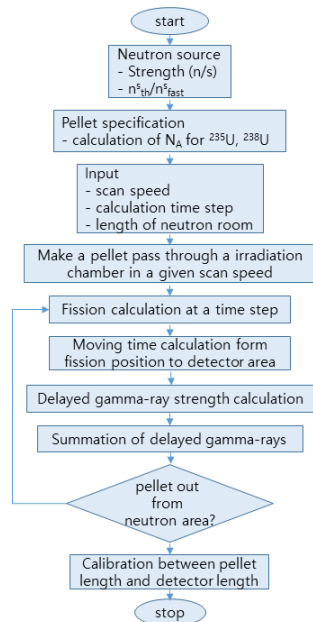 start
Neutron source
- Strength (n/s)
- nˢth/nˢfast
Pellet specification
- calculation of NA for ²³⁵U, ²³⁸U
Input
- scan speed
- calculation time step
- length of neutron room
Make a pellet pass through a irradiation
chamber in a given scan speed
Fission calculation at a time step
Moving time calculation form
fission position to detector area
Delayed gamma-ray strength calculation
Summation of delayed gamma-rays
pellet out
from
neutron area?
Calibration between pellet
length and detector length
stop